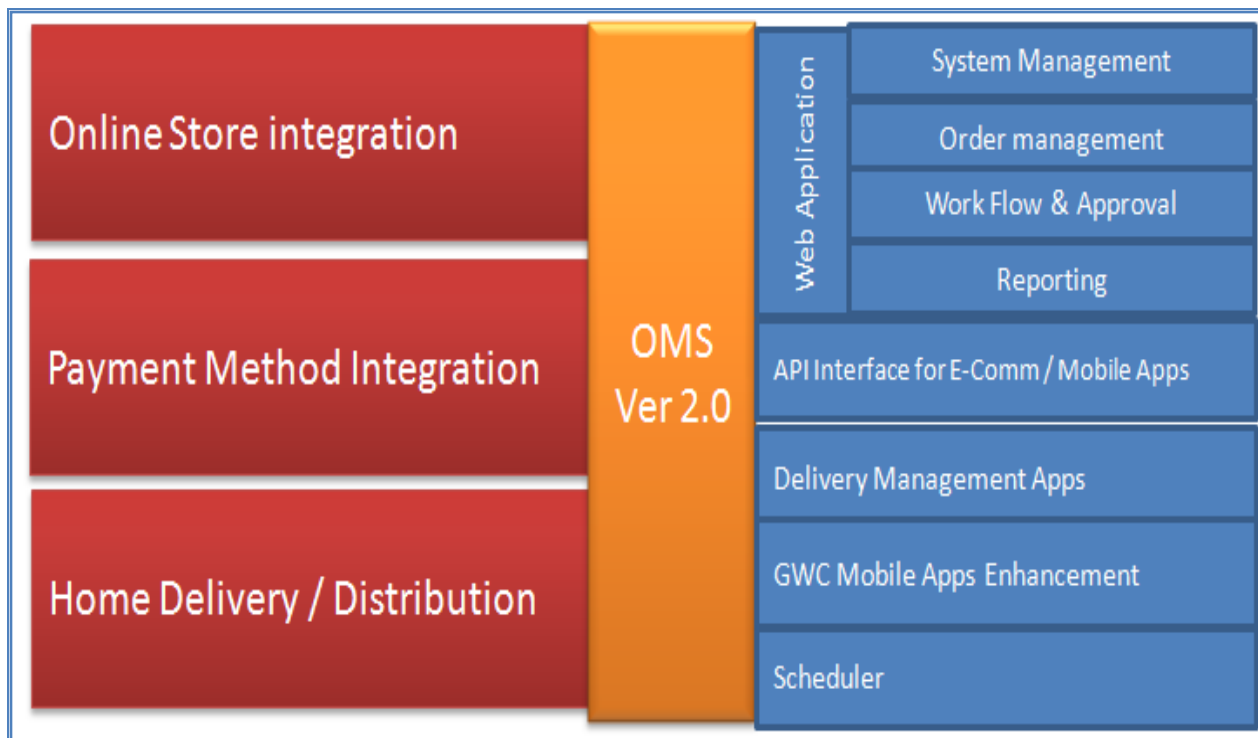 Online Store integration
Payment Method Integration
Home Delivery / Distribution
OMS
Ver 2.0
Web Application
System Management
Order management
Work Flow & Approval
Reporting
API Interface for E-Comm / Mobile Apps
Delivery Management Apps
GWC Mobile Apps Enhancement
Scheduler